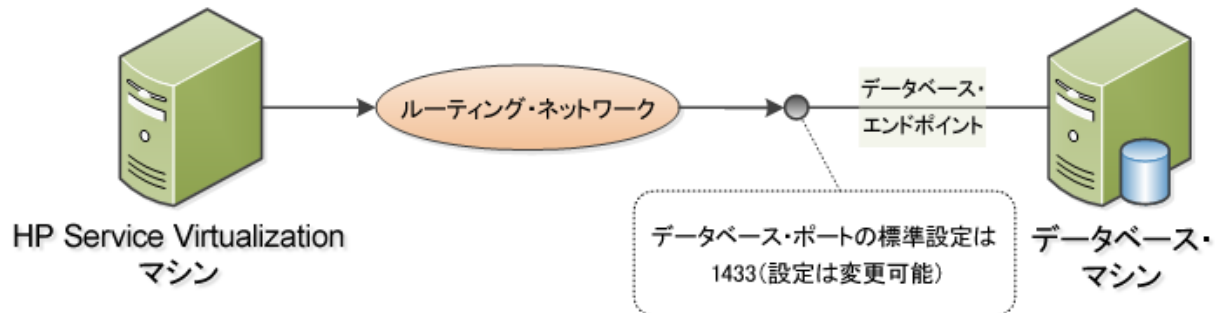 ルーティング・ネットワーク
データベース・
エンドポイント
HP Service Virtualization
マシン
データベース・ポートの標準設定は
1433(設定は変更可能)
データベース・
マシン